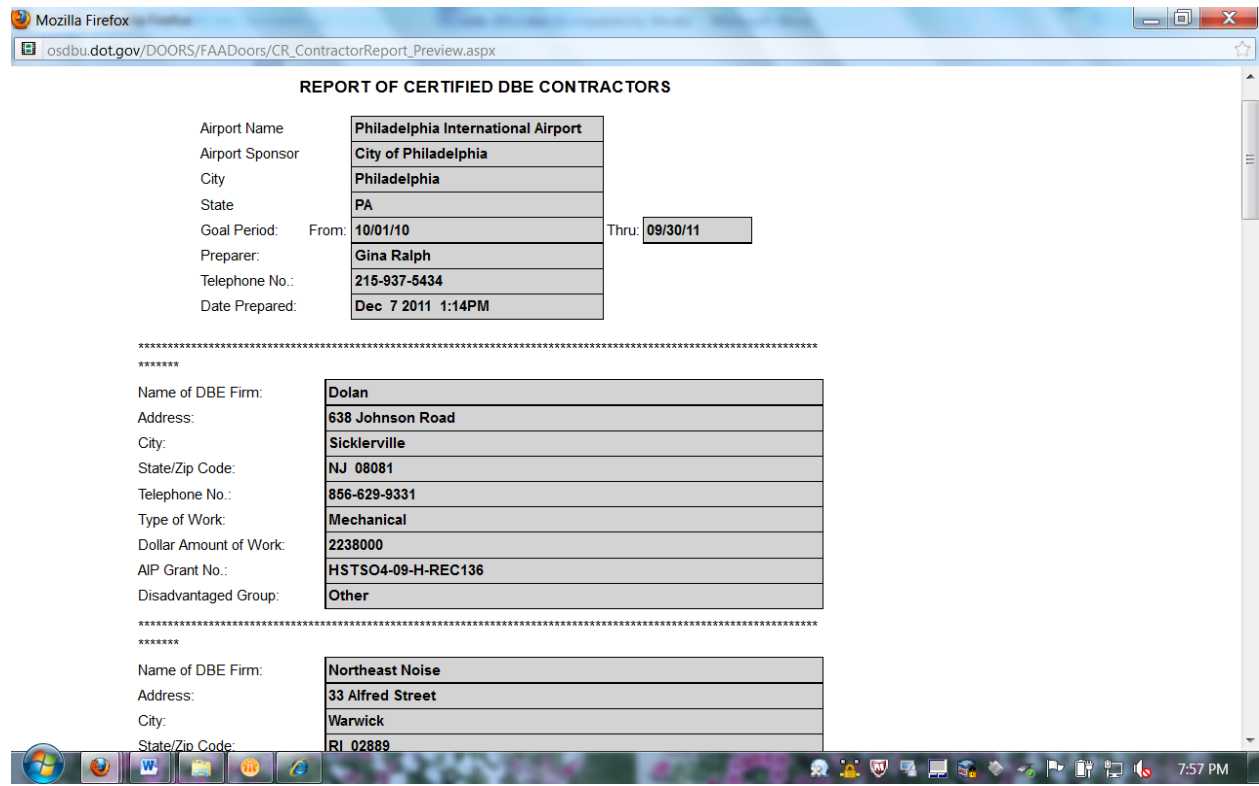 Mozilla Firefox
osdbu.dot.gov/DOORS/FAADoors/CR_ContractorReport_Preview.aspx
REPORT OF CERTIFIED DBE CONTRACTORS
Airport Name Philadelphia International Airport
Airport Sponsor City of Philadelphia
City Philadelphia
State PA
Goal Period: From: 10/01/10 Thru: 09/30/11
Preparer: Gina Ralph
Telephone No.: 215-937-5434
Date Prepared: Dec 7 2011 1:14PM
********************************************************************************************************************
*******
Name of DBE Firm: Dolan
Address: 638 Johnson Road
City: Sicklerville
State/Zip Code: NJ 08081
Telephone No.: 856-629-9331
Type of Work: Mechanical
Dollar Amount of Work: 2238000
AIP Grant No.: HSTSO4-09-H-REC136
Disadvantaged Group: Other
********************************************************************************************************************
*******
Name of DBE Firm: Northeast Noise
Address: 33 Alfred Street
City: Warwick
State/Zip Code: RI 02889
7:57 PM